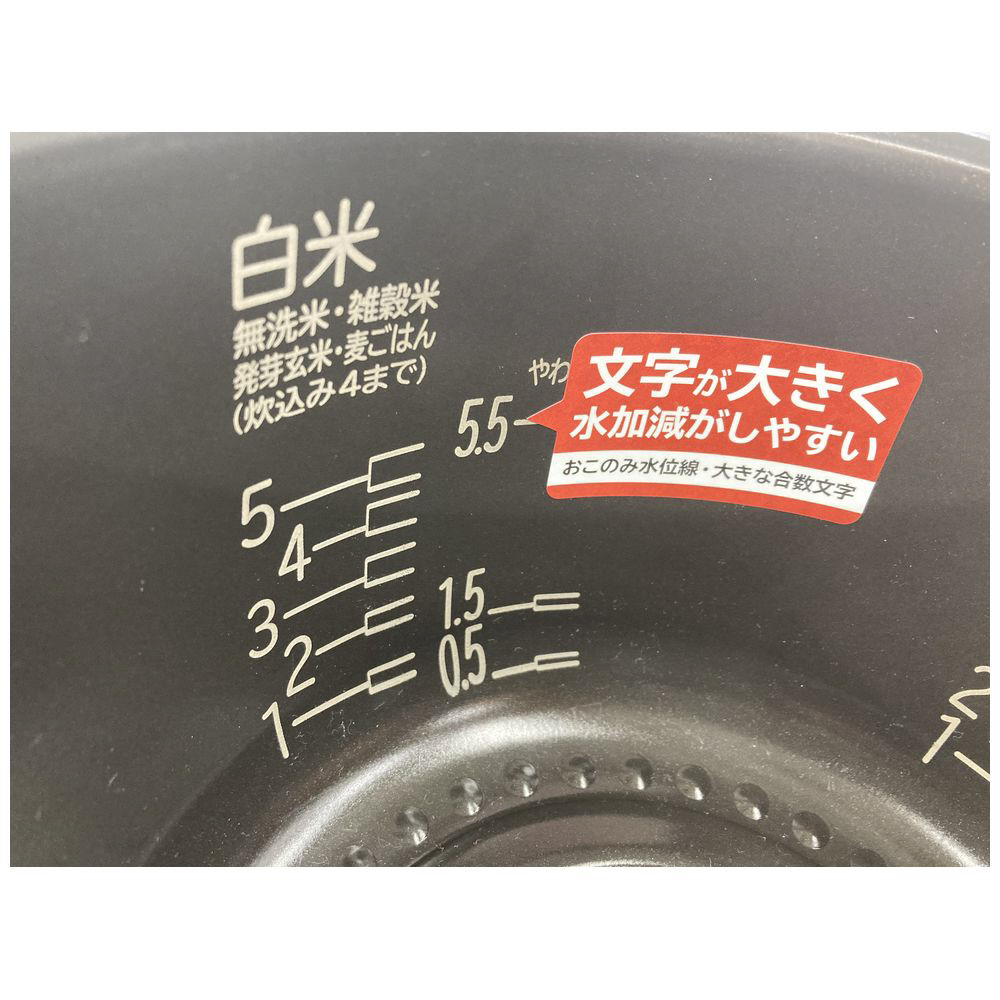 白米
無洗米・雑穀米
発芽玄米・麦ごはん
(炊込み4まで)
やわ
5.5
5
4
3
2
1
1.5
0.5
文字が大きく
水加減がしやすい
おこのみ水位線・大きな合数文字
2
1